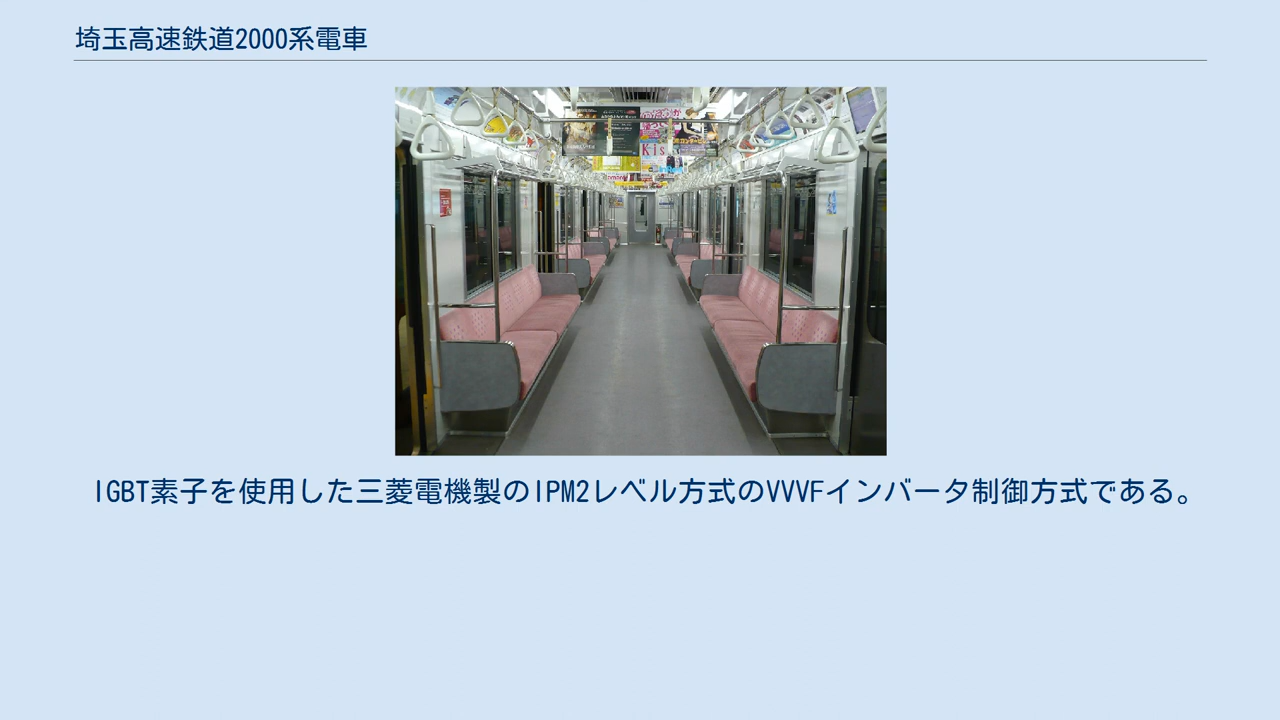 埼玉高速鉄道2000系電車
Kis
IGBT素子を使用した三菱電機製のIPM2レベル方式のVVVFインバータ制御方式である。